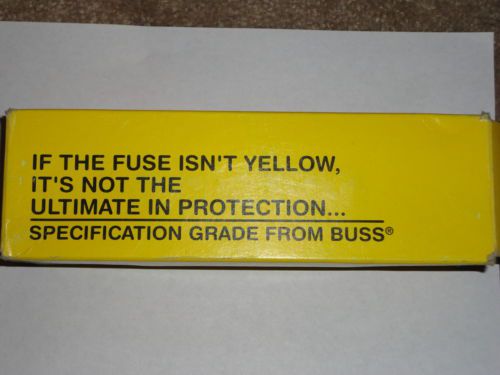 IF THE FUSE ISN'T YELLOW,
IT'S NOT THE
ULTIMATE IN PROTECTION...
SPECIFICATION GRADE FROM BUSS®